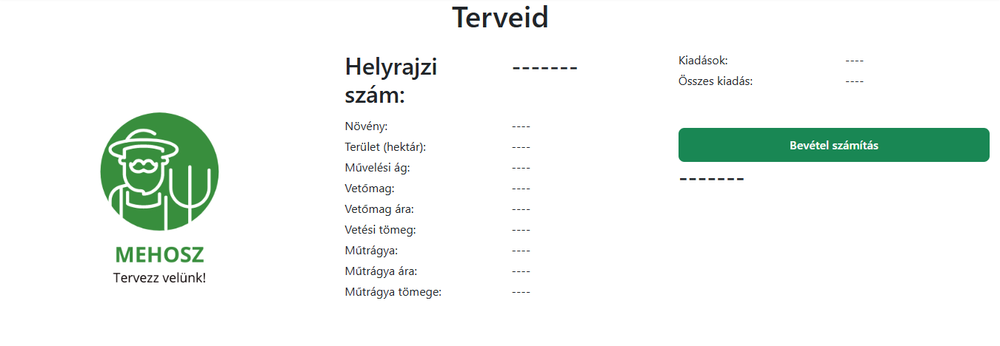 Terveid
Helyrajzi szám: -------
Növény: ----
Terület (hektár): ----
Művelési ág: ----
Vetőmag: ----
Vetőmag ára: ----
Vetési tömeg: ----
Műtrágya: ----
Műtrágya ára: ----
Műtrágya tömege: ----
Kiadások: ----
Összes kiadás: ----
Bevétel számítás
-------
MEHOSZ
Tervezz velünk!